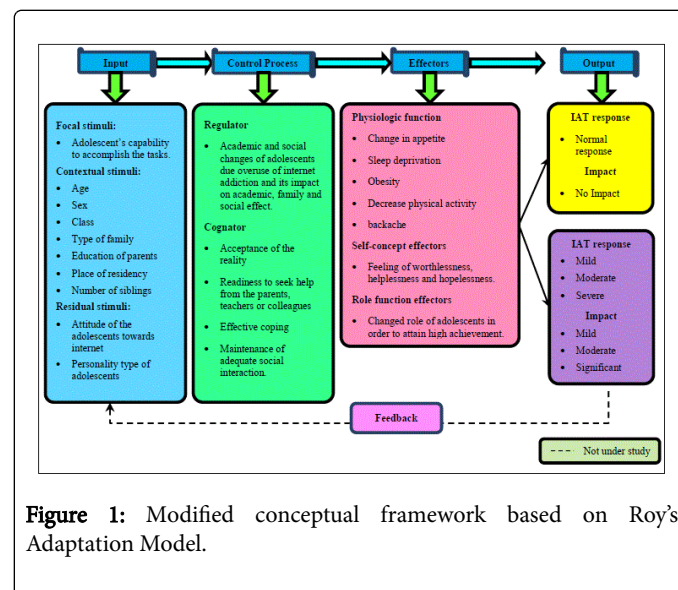 Input
Control Process
Effectors
Output
Focal stimuli:
• Adolescent's capability
to accomplish the tasks.
Contextual stimuli:
• Age
• Sex
• Class
• Type of family
• Education of parents
• Place of residency
• Number of siblings
Residual stimuli:
• Attitude of the
adolescents towards
internet
• Personality type of
adolescents
Regulator
• Academic and social
changes of adolescents
due overuse of internet
addiction and its impact
on academic, family and
social effect.
Cognator
• Acceptance of the
reality
• Readiness to seek help
from the parents,
teachers or colleagues
• Effective coping
• Maintenance of
adequate social
interaction.
Physiologic function
• Change in appetite
• Sleep deprivation
• Obesity
• Decrease physical activity
• backache
Self-concept effectors
• Feeling of worthlessness,
helplessness and hopelessness.
Role function effectors
• Changed role of adolescents in
order to attain high achievement.
IAT response
• Normal
response
Impact
• No Impact
IAT response
• Mild
• Moderate
• Severe
Impact
• Mild
• Moderate
• Significant
Feedback
Not under study
Figure 1: Modified conceptual framework based on Roy's
Adaptation Model.